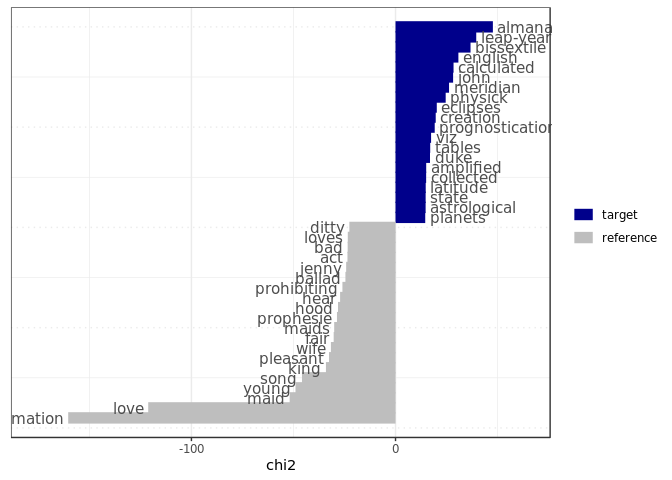 almana
leap-year
bissextile
english
calculated
john
meridian
physick
eclipses
creation
prognostication
viz
tables
duke
amplified
collected
latitude
state
astrological
planets
ditty
loves
bad
act
jenny
ballad
prohibiting
hear
hood
prophesie
maids
fair
wife
pleasant
king
song
young
maid
love
mation
target
reference
-100
0
chi2